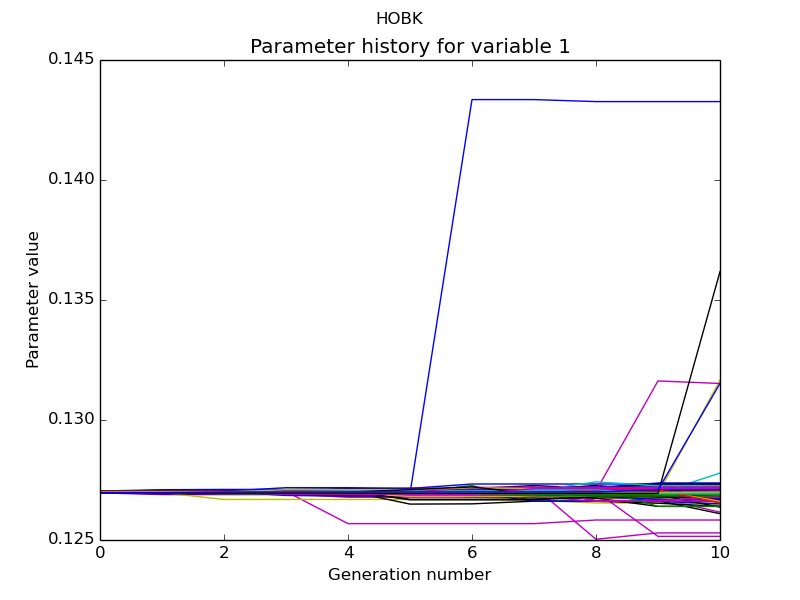 HOBK
Parameter history for variable 1
0.145
0.140
0.135
0.130
0.125
Parameter value
0 2 4 6 8 10
Generation number